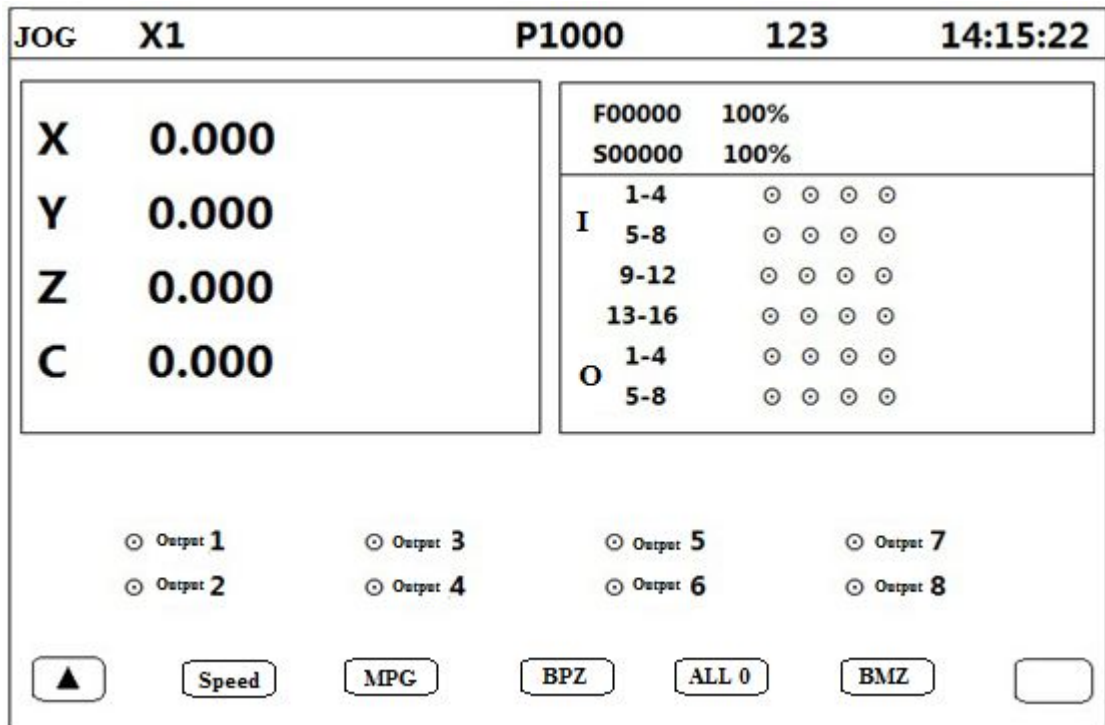 JOG X1 P1000 123 14:15:22
X 0.000
Y 0.000
Z 0.000
C 0.000
F00000 100%
S00000 100%
I
1-4
5-8
9-12
13-16
O
1-4
5-8
Output 1 Output 3 Output 5 Output 7
Output 2 Output 4 Output 6 Output 8
▲ Speed MPG BPZ ALL 0 BMZ